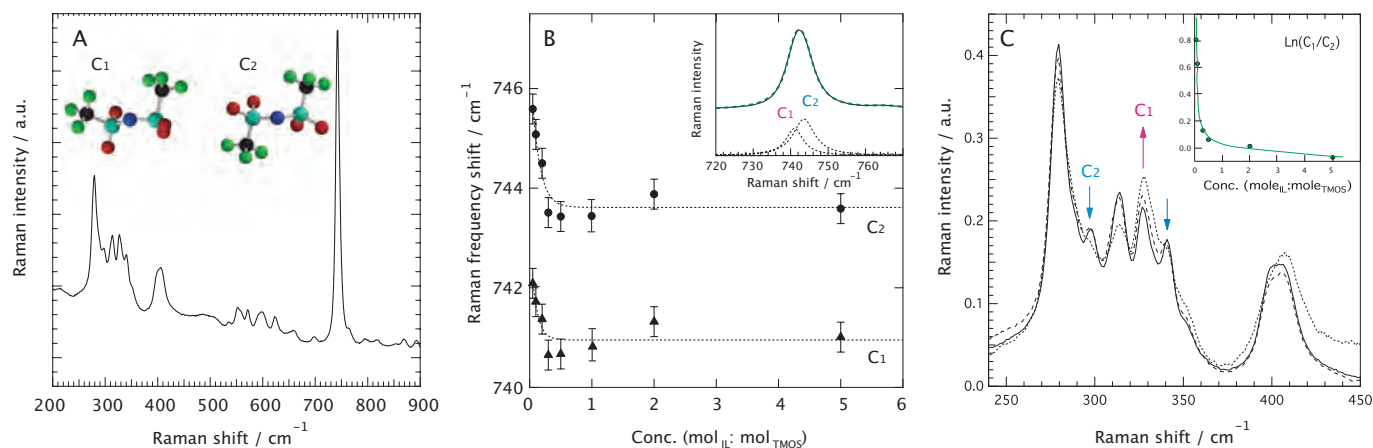 A
C1
C2
Raman intensity / a.u.
200 300 400 500 600 700 800 900
Raman shift / cm-1
B
748
746
744
742
740
Raman frequency shift / cm-1
C2
C1
0 1 2 3 4 5 6
Conc. (molIL: molTMOS)
Raman intensity
C1
C2
720 740 760
Raman shift / cm-1
C
0.4
0.3
0.2
0.1
0.0
Raman intensity / a.u.
C2
C1
250 300 350 400 450
Raman shift / cm-1
Ln(C1/C2)
0.8
0.6
0.4
0.2
0.0
0 1 2 3 4 5
Conc. (moleIL:moleTMOS)